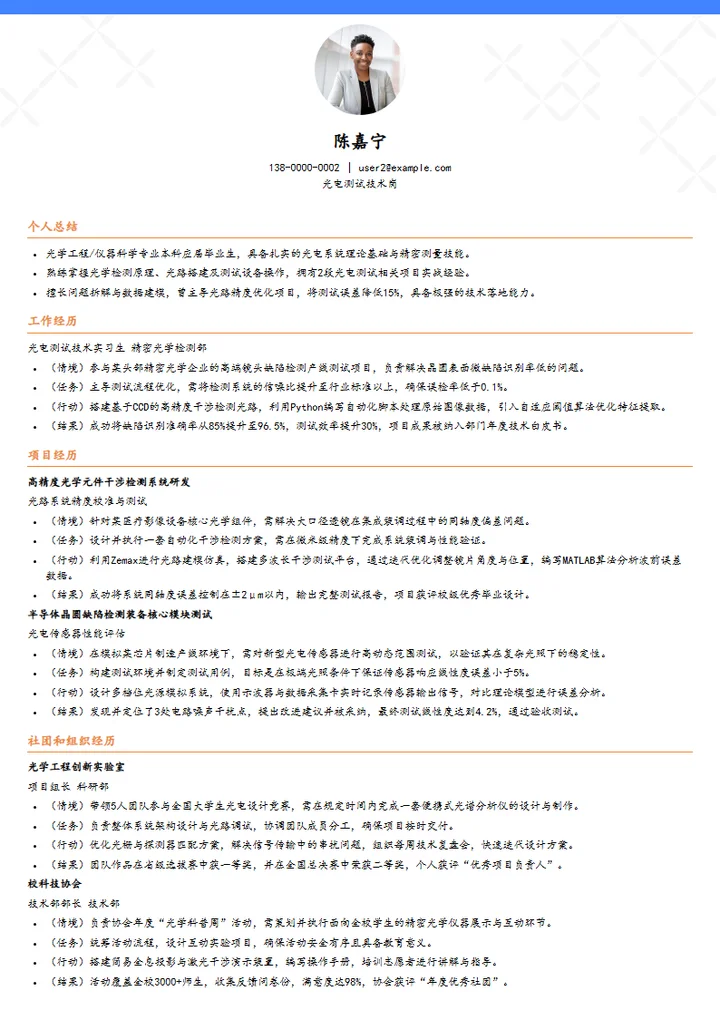 陈嘉宁
138-0000-0002 | user2@example.com
光电测试技术岗
个人总结
• 光学工程/仪器科学专业本科应届毕业生，具备扎实的光电系统理论基础与精密测量技能。
• 熟练掌握光学检测原理、光路搭建及测试设备操作，拥有2段光电测试相关项目实战经验。
• 擅长问题拆解与数据建模，曾主导光路精度优化项目，将测试误差降低15%，具备极强的技术落地能力。
工作经历
光电测试技术实习生 精密光学检测部
• （情境）参与某头部精密光学企业的高端镜头缺陷检测产线测试项目，负责解决晶圆表面微缺陷识别率低的问题。
• （任务）主导测试流程优化，需将检测系统的信噪比提升至行业标准以上，确保误检率低于0.1%。
• （行动）搭建基于CCD的高精度干涉检测光路，利用Python编写自动化脚本处理原始图像数据，引入自适应阈值算法优化特征提取。
• （结果）成功将缺陷识别准确率从85%提升至96.5%，测试效率提升30%，项目成果被纳入部门年度技术白皮书。
项目经历
高精度光学元件干涉检测系统研发
光路系统精度校准与测试
• （情境）针对某医疗影像设备核心光学组件，需解决大口径透镜在集成装调过程中的同轴度偏差问题。
• （任务）设计并执行一套自动化干涉检测方案，需在微米级精度下完成系统装调与性能验证。
• （行动）利用Zemax进行光路建模仿真，搭建多波长干涉测试平台，通过迭代优化调整镜片角度与位置，编写MATLAB算法分析波前误差
数据。
• （结果）成功将系统同轴度误差控制在±2μm以内，输出完整测试报告，项目获评校级优秀毕业设计。
半导体晶圆缺陷检测装备核心模块测试
光电传感器性能评估
• （情境）在模拟某芯片制造产线环境下，需对新型光电传感器进行高动态范围测试，以验证其在复杂光照下的稳定性。
• （任务）构建测试环境并制定测试用例，目标是在极端光照条件下保证传感器响应线性度误差小于5%。
• （行动）设计多档位光源模拟系统，使用示波器与数据采集卡实时记录传感器输出信号，对比理论模型进行误差分析。
• （结果）发现并定位了3处电路噪声干扰点，提出改进建议并被采纳，最终测试线性度达到4.2%，通过验收测试。
社团和组织经历
光学工程创新实验室
项目组长 科研部
• （情境）带领5人团队参与全国大学生光电设计竞赛，需在规定时间内完成一套便携式光谱分析仪的设计与制作。
• （任务）负责整体系统架构设计与光路调试，协调团队成员分工，确保项目按时交付。
• （行动）优化光栅与探测器匹配方案，解决信号传输中的串扰问题，组织每周技术复盘会，快速迭代设计方案。
• （结果）团队作品在省级选拔赛中获一等奖，并在全国总决赛中荣获二等奖，个人获评“优秀项目负责人”。
校科技协会
技术部部长 技术部
• （情境）负责协会年度“光学科普周”活动，需策划并执行面向全校学生的精密光学仪器展示与互动环节。
• （任务）统筹活动流程，设计互动实验项目，确保活动安全有序且具备教育意义。
• （行动）搭建简易全息投影与激光干涉演示装置，编写操作手册，培训志愿者进行讲解与指导。
• （结果）活动覆盖全校3000+师生，收集反馈问卷份，满意度达98%，协会获评“年度优秀社团”。